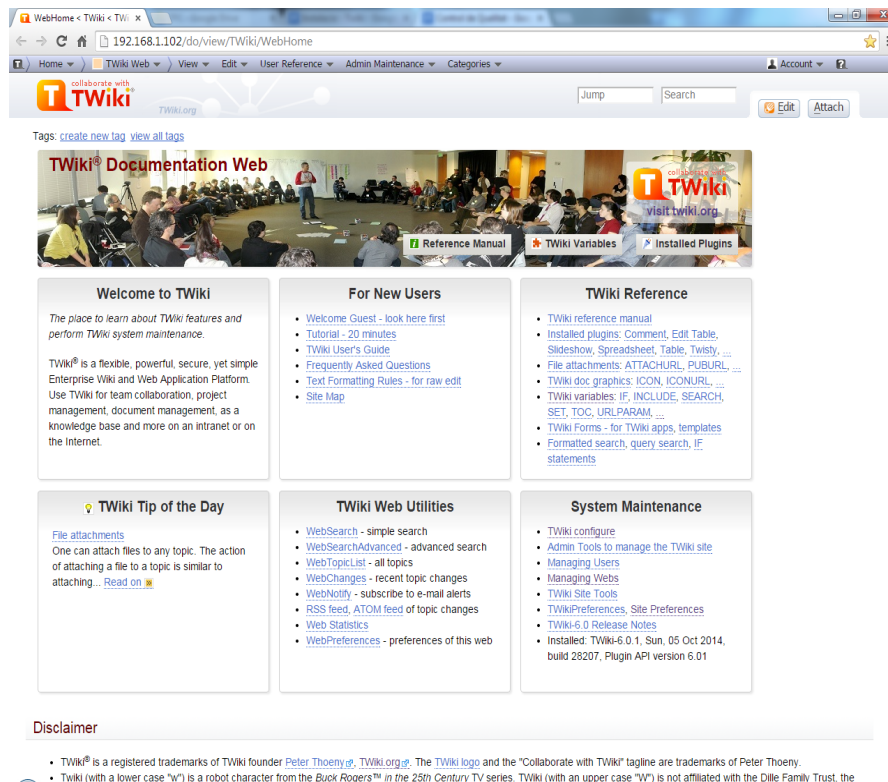 WebHome < TWiki < TWi
192.168.1.102/do/view/TWiki/WebHome
Home TWiki Web View Edit User Reference Admin Maintenance Categories Account
collaborate with
TWiki®
TWiki.org
Jump Search
Edit Attach
Tags: create new tag view all tags
TWiki® Documentation Web
collaborate with
TWiki
visit twiki.org
Reference Manual TWiki Variables Installed Plugins
Welcome to TWiki
The place to learn about TWiki features and
perform TWiki system maintenance.
TWiki® is a flexible, powerful, secure, yet simple
Enterprise Wiki and Web Application Platform.
Use TWiki for team collaboration, project
management, document management, as a
knowledge base and more on an intranet or on
the Internet.
For New Users
• Welcome Guest - look here first
• Tutorial - 20 minutes
• TWiki User's Guide
• Frequently Asked Questions
• Text Formatting Rules - for raw edit
• Site Map
TWiki Reference
• TWiki reference manual
• Installed plugins: Comment, Edit Table,
Slideshow, Spreadsheet, Table, Twisty, ...
• File attachments: ATTACHURL, PUBURL, ...
• TWiki doc graphics: ICON, ICONURL, ...
• TWiki variables: IF, INCLUDE, SEARCH,
SET, TOC, URLPARAM, ...
• TWiki Forms - for TWiki apps, templates
• Formatted search, query search, IF
statements
TWiki Tip of the Day
File attachments
One can attach files to any topic. The action
of attaching a file to a topic is similar to
attaching... Read on »
TWiki Web Utilities
• WebSearch - simple search
• WebSearchAdvanced - advanced search
• WebTopicList - all topics
• WebChanges - recent topic changes
• WebNotify - subscribe to e-mail alerts
• RSS feed, ATOM feed of topic changes
• Web Statistics
• WebPreferences - preferences of this web
System Maintenance
• TWiki configure
• Admin Tools to manage the TWiki site
• Managing Users
• Managing Webs
• TWiki Site Tools
• TWikiPreferences, Site Preferences
• TWiki-6.0 Release Notes
• Installed: TWiki-6.0.1, Sun, 05 Oct 2014,
build 28207, Plugin API version 6.01
Disclaimer
• TWiki® is a registered trademarks of TWiki founder Peter Thoeny, TWiki.org. The TWiki logo and the "Collaborate with TWiki" tagline are trademarks of Peter Thoeny.
• Twiki (with a lower case "w") is a robot character from the Buck Rogers™ in the 25th Century TV series. TWiki (with an upper case "W") is not affiliated with the Dille Family Trust, the